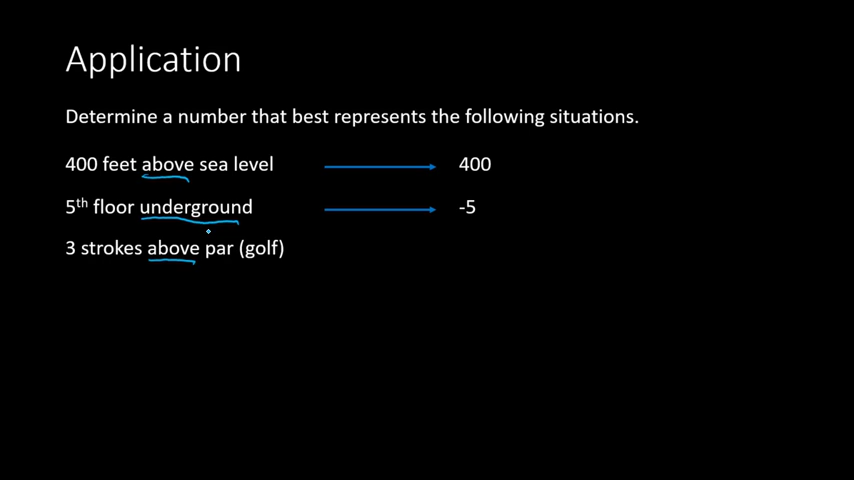 Application
Determine a number that best represents the following situations.
400 feet above sea level 400
5th floor underground -5
3 strokes above par (golf)